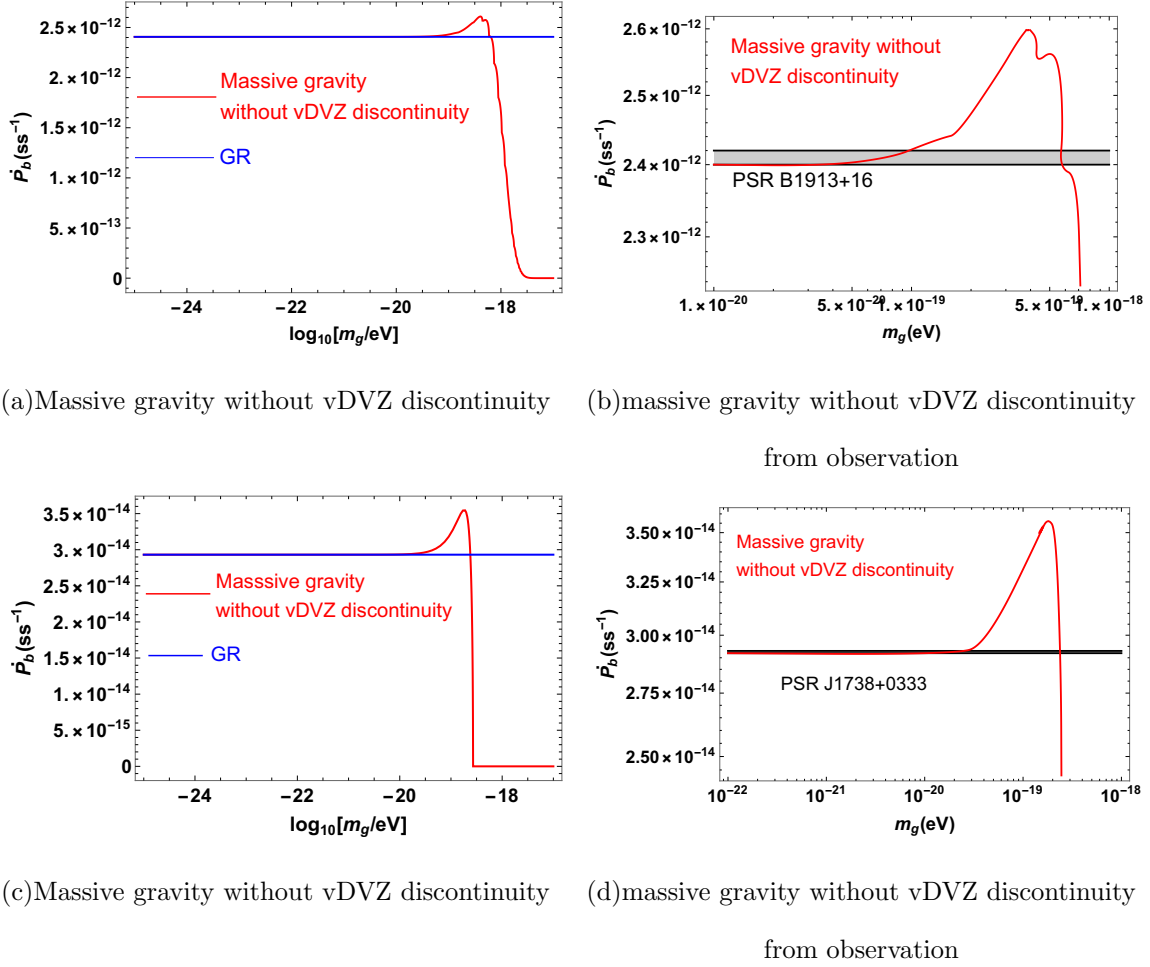 2.5×10⁻¹²
2.×10⁻¹²
1.5×10⁻¹²
1.×10⁻¹²
5.×10⁻¹³
0
Ṗb(ss⁻¹)
Massive gravity
without vDVZ discontinuity
GR
−24 −22 −20 −18
log₁₀[mg/eV]
2.6×10⁻¹²
2.5×10⁻¹²
2.4×10⁻¹²
2.3×10⁻¹²
Ṗb(ss⁻¹)
Massive gravity without
vDVZ discontinuity
PSR B1913+16
1.×10⁻²⁰ 5.×10⁻²⁰ 1.×10⁻¹⁹ 5.×10⁻¹⁹ 1.×10⁻¹⁸
mg(eV)
(a)Massive gravity without vDVZ discontinuity
(b)massive gravity without vDVZ discontinuity
from observation
3.5×10⁻¹⁴
3.×10⁻¹⁴
2.5×10⁻¹⁴
2.×10⁻¹⁴
1.5×10⁻¹⁴
1.×10⁻¹⁴
5.×10⁻¹⁵
0
Ṗb(ss⁻¹)
Masssive gravity
without vDVZ discontinuity
GR
−24 −22 −20 −18
log₁₀[mg/eV]
3.50×10⁻¹⁴
3.25×10⁻¹⁴
3.00×10⁻¹⁴
2.75×10⁻¹⁴
2.50×10⁻¹⁴
Ṗb(ss⁻¹)
Massive gravity
without vDVZ discontinuity
PSR J1738+0333
10⁻²² 10⁻²¹ 10⁻²⁰ 10⁻¹⁹ 10⁻¹⁸
mg(eV)
(c)Massive gravity without vDVZ discontinuity
(d)massive gravity without vDVZ discontinuity
from observation